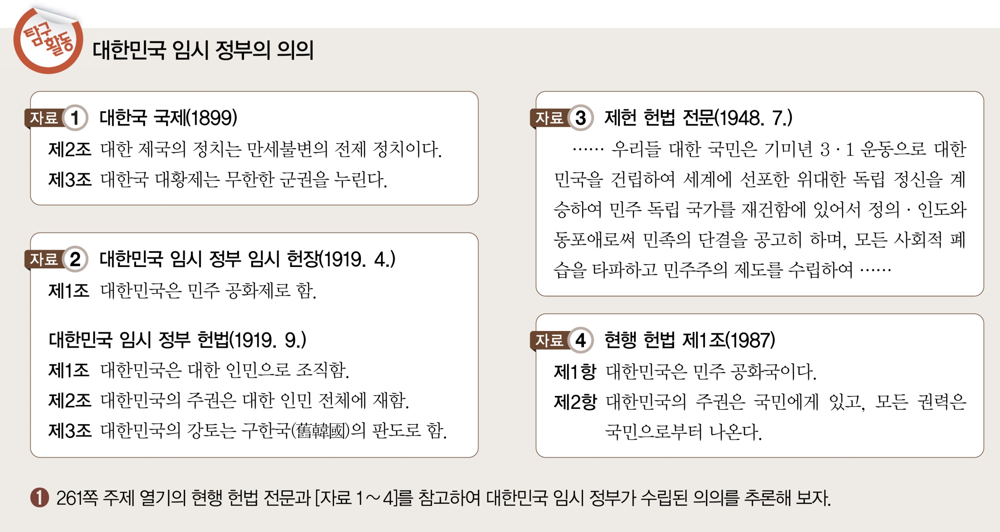 탐구
활동
대한민국 임시 정부의 의의
자료 1 대한국 국제(1899)
제2조 대한 제국의 정치는 만세불변의 전제 정치이다.
제3조 대한국 대황제는 무한한 군권을 누린다.
자료 2 대한민국 임시 정부 임시 헌장(1919. 4.)
제1조 대한민국은 민주 공화제로 함.
대한민국 임시 정부 헌법(1919. 9.)
제1조 대한민국은 대한 인민으로 조직함.
제2조 대한민국의 주권은 대한 인민 전체에 재함.
제3조 대한민국의 강토는 구한국(舊韓國)의 판도로 함.
자료 3 제헌 헌법 전문(1948. 7.)
…… 우리들 대한 국민은 기미년 3·1 운동으로 대한
민국을 건립하여 세계에 선포한 위대한 독립 정신을 계
승하여 민주 독립 국가를 재건함에 있어서 정의·인도와
동포애로써 민족의 단결을 공고히 하며, 모든 사회적 폐
습을 타파하고 민주주의 제도를 수립하여 ……
자료 4 현행 헌법 제1조(1987)
제1항 대한민국은 민주 공화국이다.
제2항 대한민국의 주권은 국민에게 있고, 모든 권력은
국민으로부터 나온다.
1 261쪽 주제 열기의 현행 헌법 전문과 [자료 1~4]를 참고하여 대한민국 임시 정부가 수립된 의의를 추론해 보자.